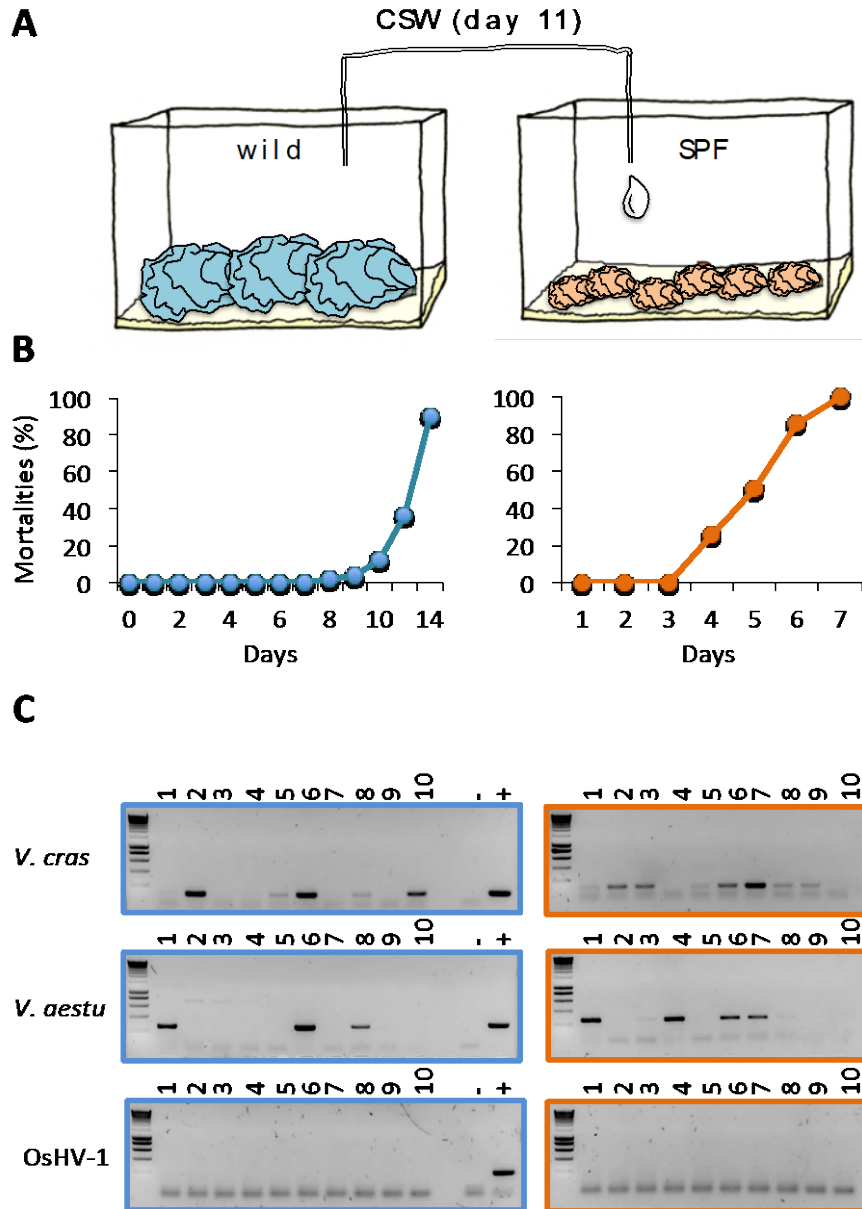 A
CSW (day 11)
wild
SPF
B
Mortalities (%)
100
80
60
40
20
0
0 2 4 6 8 10 14
Days
100
80
60
40
20
0
1 2 3 4 5 6 7
Days
C
V. cras
1 2 3 4 5 6 7 8 9 10 - +
1 2 3 4 5 6 7 8 9 10
V. aestu
1 2 3 4 5 6 7 8 9 10 - +
1 2 3 4 5 6 7 8 9 10
OsHV-1
1 2 3 4 5 6 7 8 9 10 - +
1 2 3 4 5 6 7 8 9 10